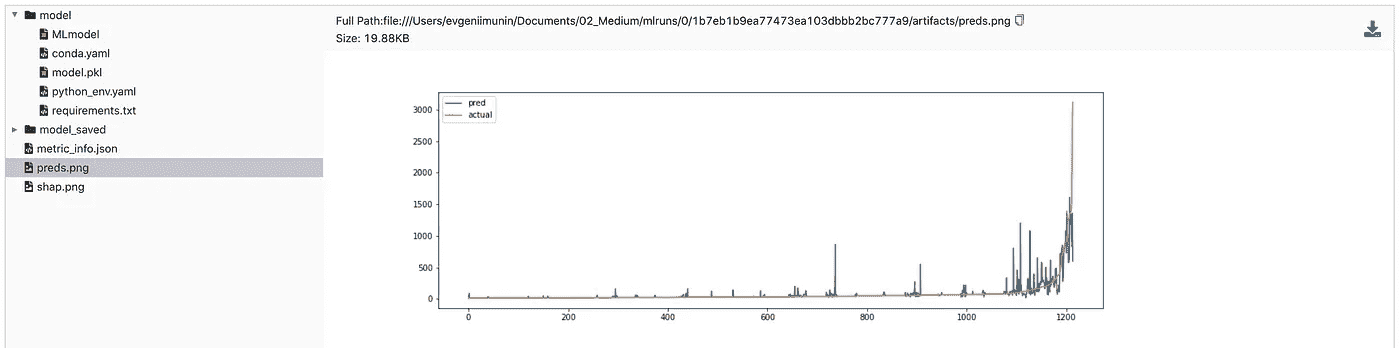 model
MLmodel
conda.yaml
model.pkl
python_env.yaml
requirements.txt
model_saved
metric_info.json
preds.png
shap.png
Full Path:file:///Users/evgeniimunin/Documents/02_Medium/mlruns/0/1b7eb1b9ea77473ea103dbbb2bc777a9/artifacts/preds.png
Size: 19.88KB
pred
actual
3000
2500
2000
1500
1000
500
0
0 200 400 600 800 1000 1200